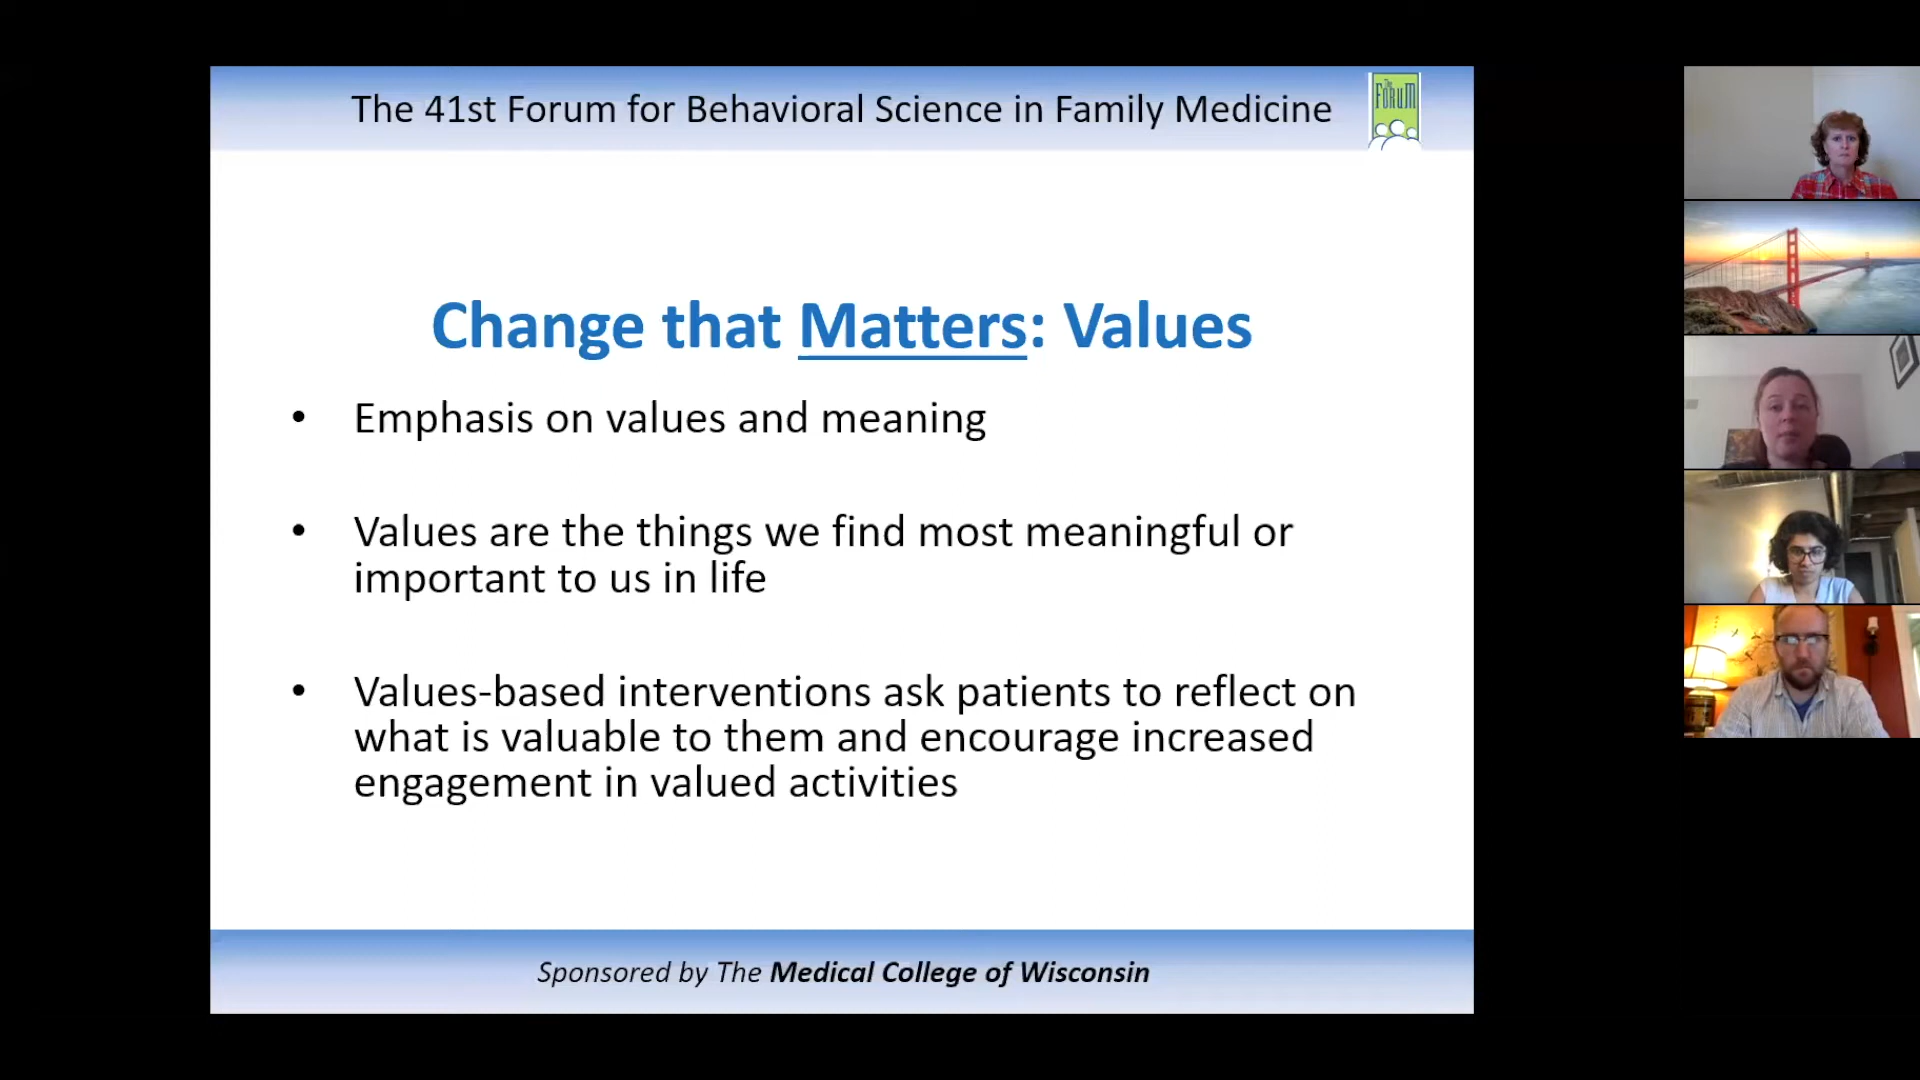 The 41st Forum for Behavioral Science in Family Medicine
The
FORUM
Change that Matters: Values
• Emphasis on values and meaning
• Values are the things we find most meaningful or
important to us in life
• Values-based interventions ask patients to reflect on
what is valuable to them and encourage increased
engagement in valued activities
Sponsored by The Medical College of Wisconsin